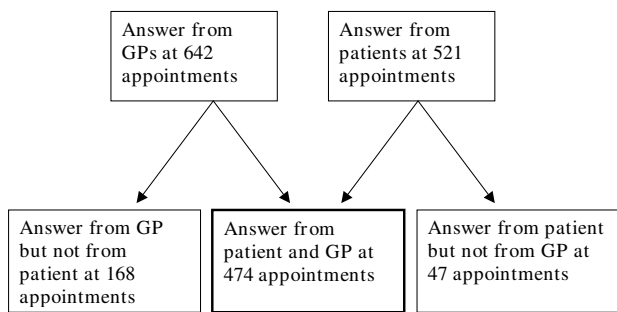 Answer from
GPs at 642
appointments
Answer from
patients at 521
appointments
Answer from GP
but not from
patient at 168
appointments
Answer from
patient and GP at
474 appointments
Answer from patient
but not from GP at
47 appointments